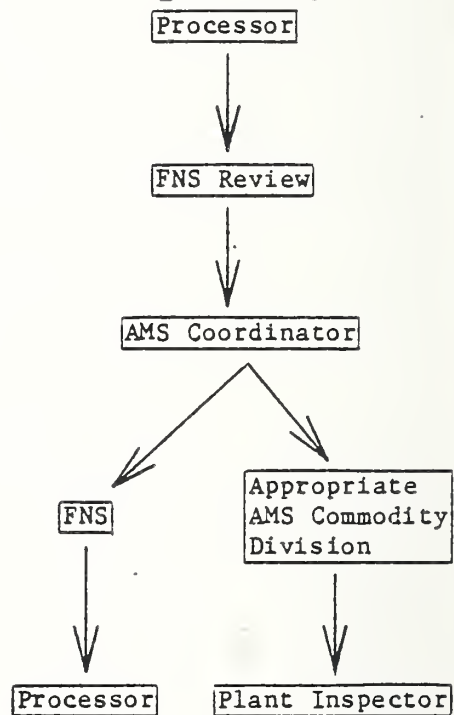 Processor
FNS Review
AMS Coordinator
FNS
Appropriate
AMS Commodity
Division
Processor
Plant Inspector